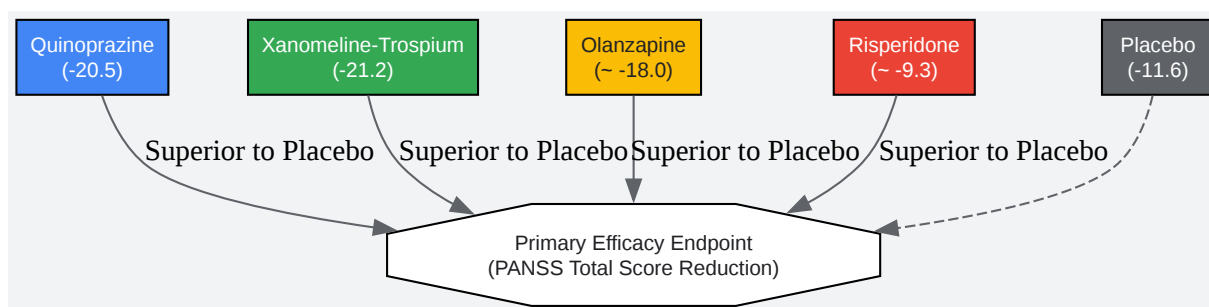 Quinoprazine
(-20.5)
Xanomeline-Trospium
(-21.2)
Olanzapine
(~ -18.0)
Risperidone
(~ -9.3)
Placebo
(-11.6)
Superior to Placebo
Superior to Placebo
Superior to Placebo
Superior to Placebo
Primary Efficacy Endpoint
(PANSS Total Score Reduction)